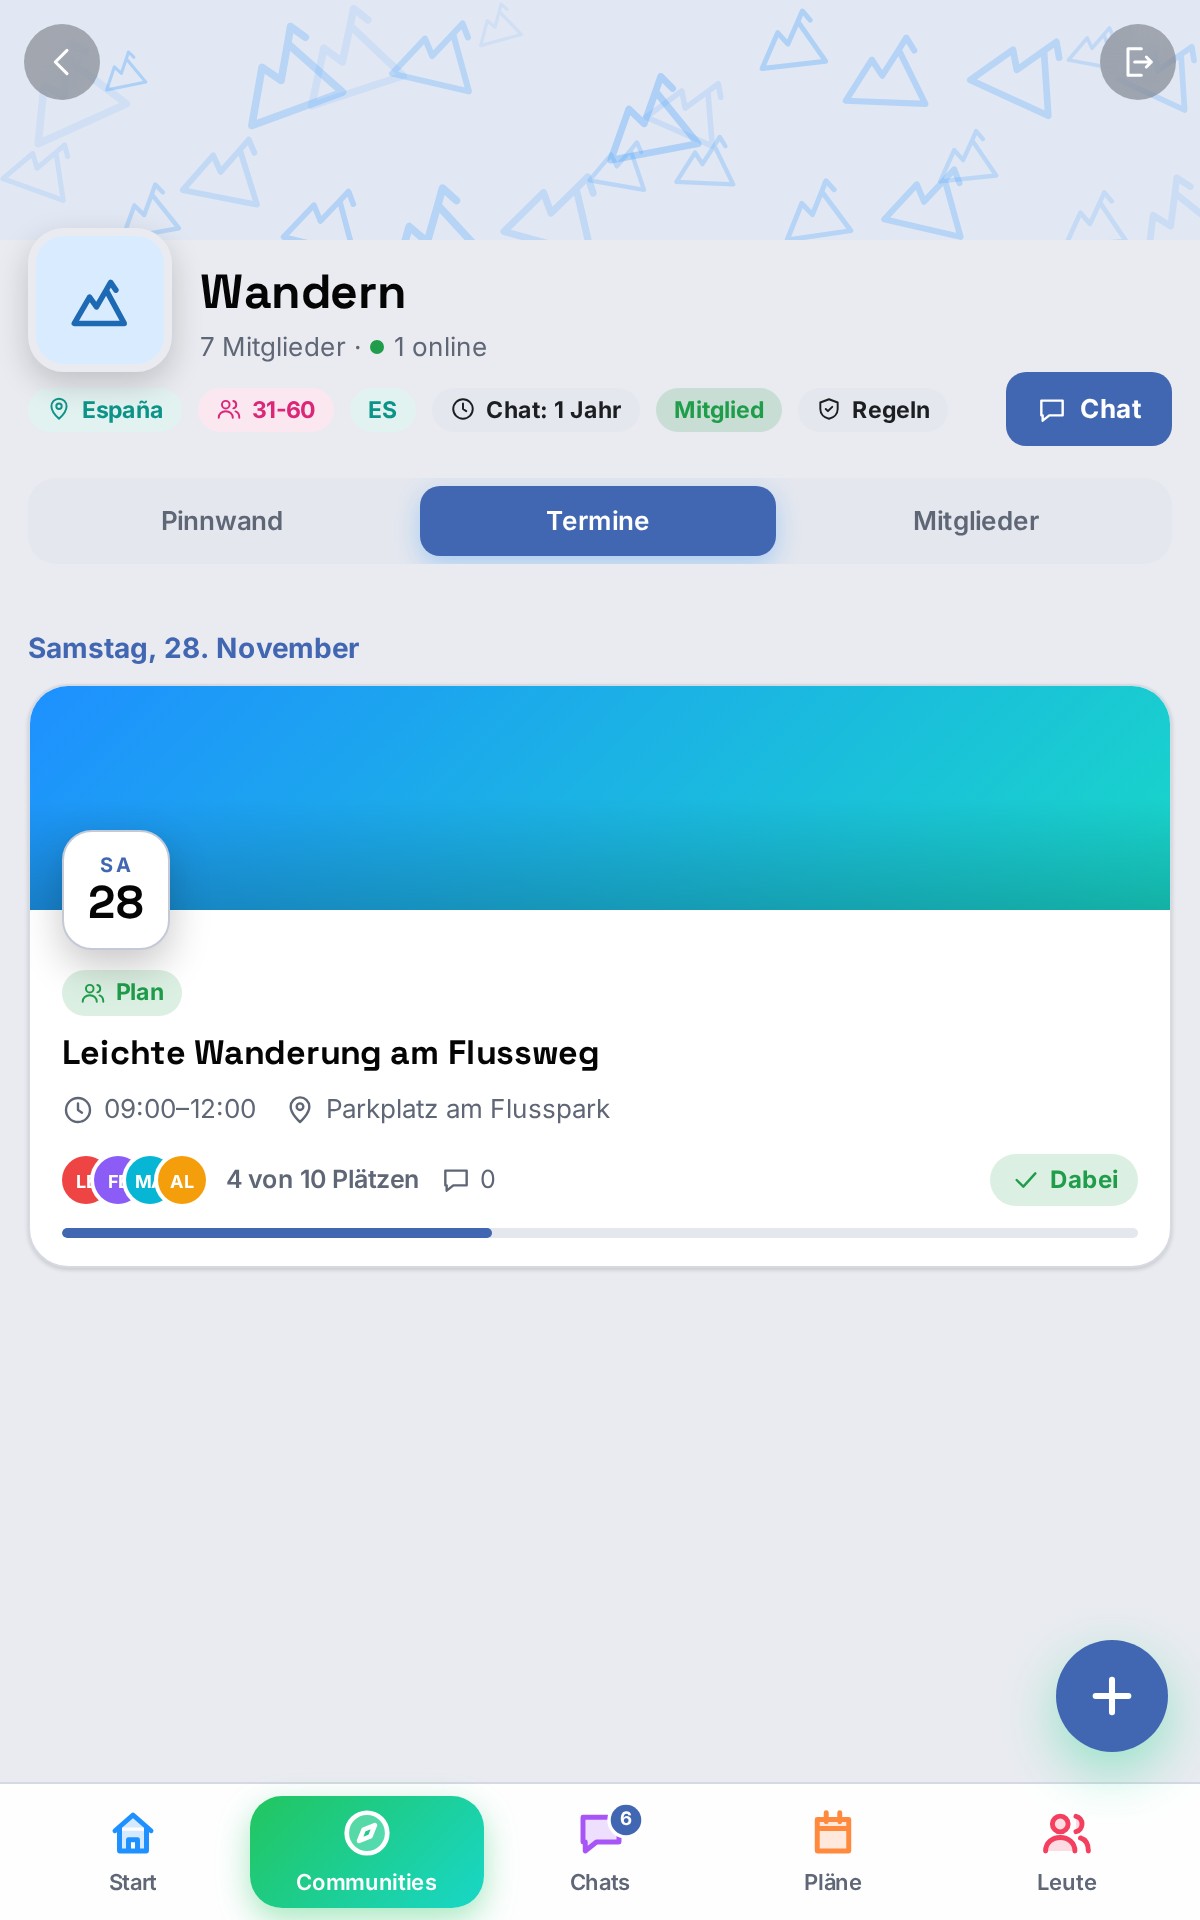 Wandern
7 Mitglieder · 1 online
España 31-60 ES Chat: 1 Jahr Mitglied Regeln Chat
Pinnwand Termine Mitglieder
Samstag, 28. November
SA
28
Plan
Leichte Wanderung am Flussweg
09:00–12:00 Parkplatz am Flusspark
AL 4 von 10 Plätzen 0 Dabei
6
Start Communities Chats Pläne Leute